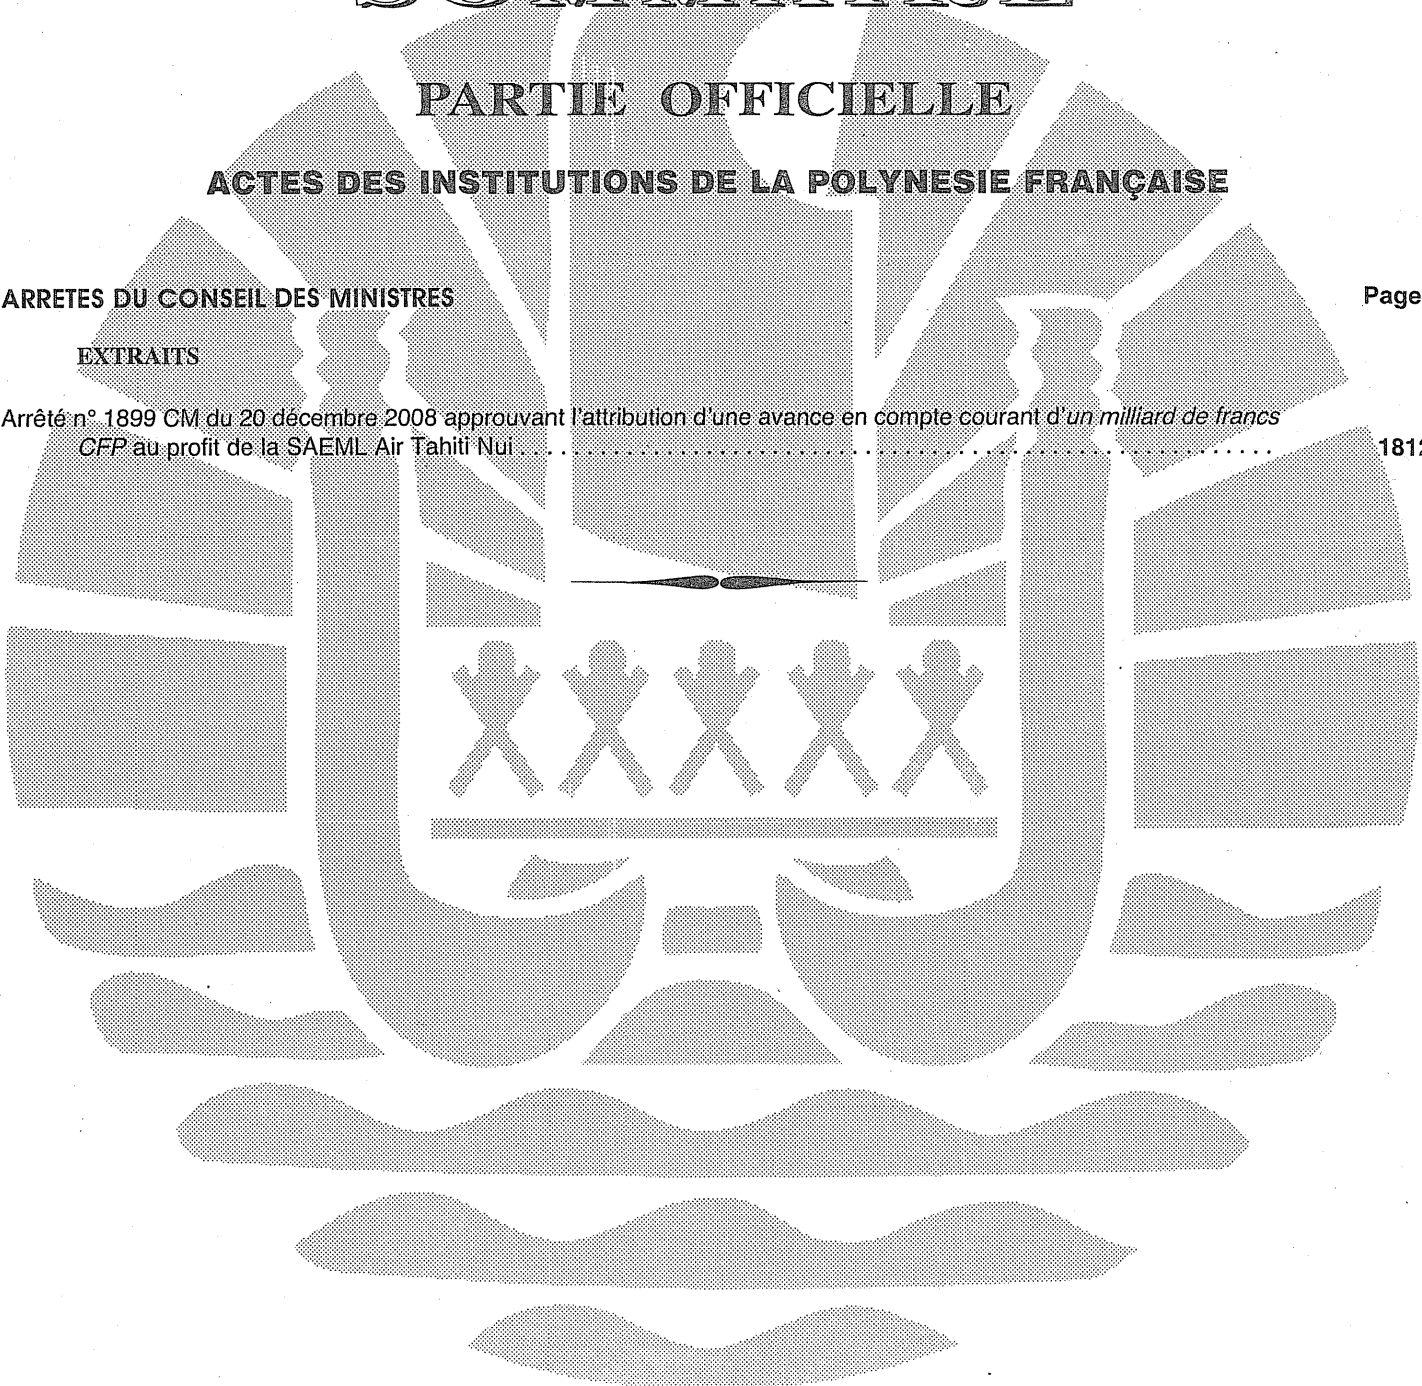 SOMMAIRE
PARTIE OFFICIELLE
ACTES DES INSTITUTIONS DE LA POLYNESIE FRANÇAISE
ARRETES DU CONSEIL DES MINISTRES Page
EXTRAITS
Arrêté n° 1899 CM du 20 décembre 2008 approuvant l'attribution d'une avance en compte courant d'un milliard de francs
CFP au profit de la SAEML Air Tahiti Nui . . . . . . . . . . . . . . . . . . . . . . . . . . . . . . . . . . . . . . . . . . . . . . . . . . . . . . . . 1812